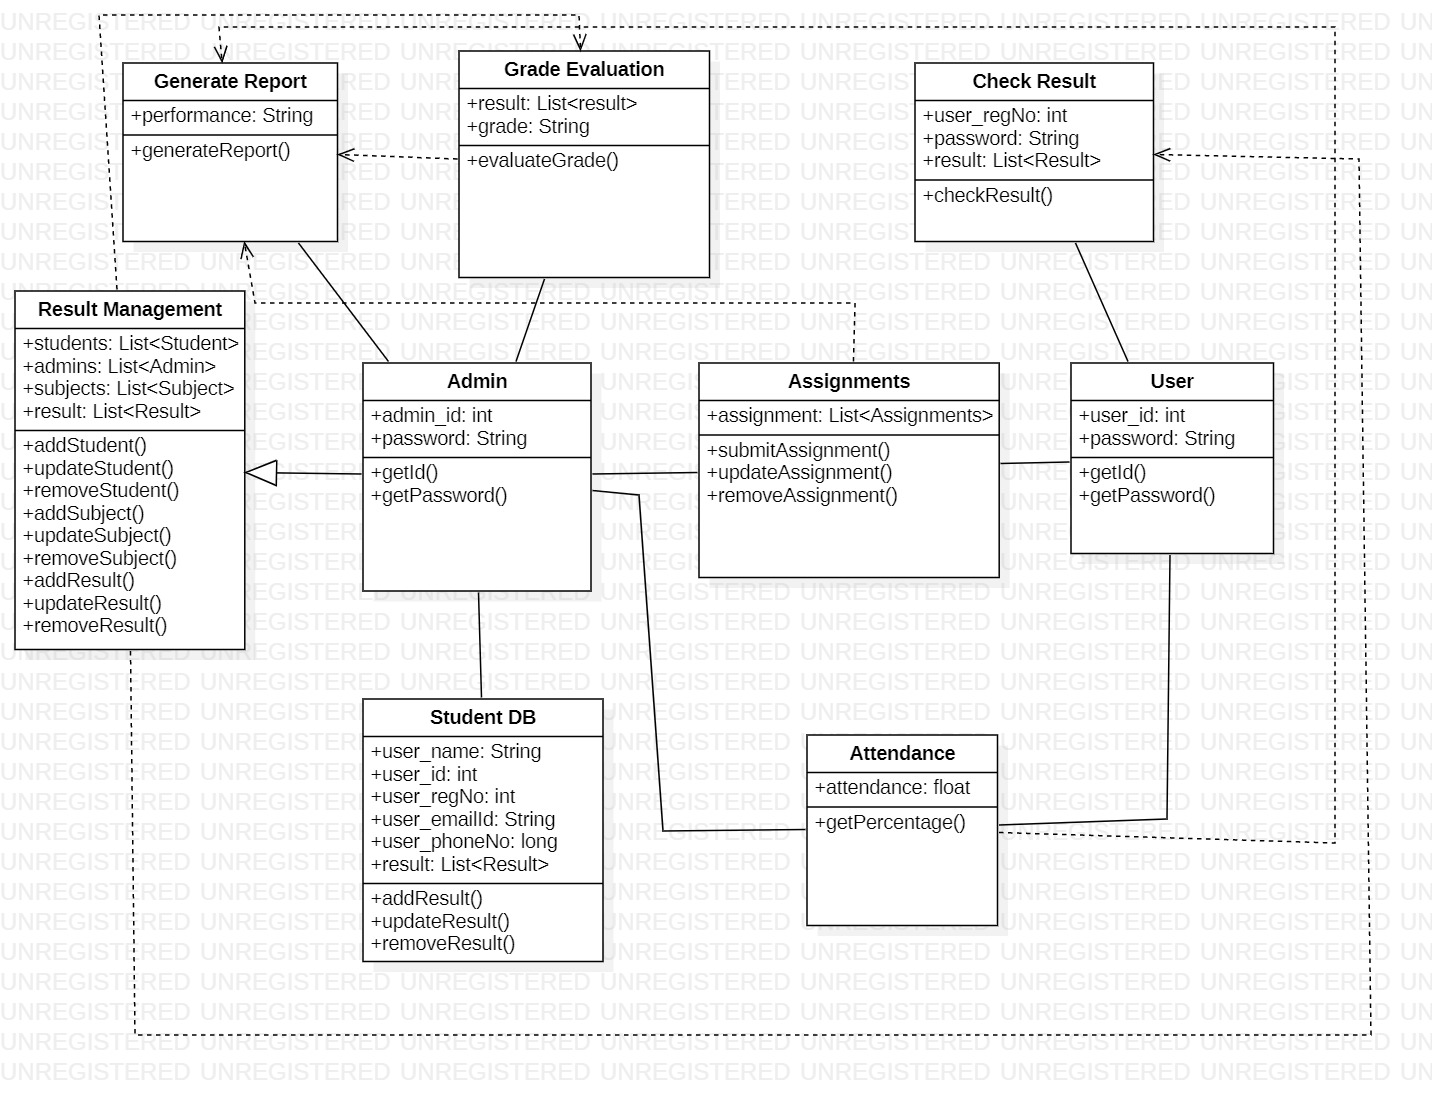 Generate Report
+performance: String
+generateReport()
Grade Evaluation
+result: List<result>
+grade: String
+evaluateGrade()
Check Result
+user_regNo: int
+password: String
+result: List<Result>
+checkResult()
Result Management
+students: List<Student>
+admins: List<Admin>
+subjects: List<Subject>
+result: List<Result>
+addStudent()
+updateStudent()
+removeStudent()
+addSubject()
+updateSubject()
+removeSubject()
+addResult()
+updateResult()
+removeResult()
Admin
+admin_id: int
+password: String
+getId()
+getPassword()
Assignments
+assignment: List<Assignments>
+submitAssignment()
+updateAssignment()
+removeAssignment()
User
+user_id: int
+password: String
+getId()
+getPassword()
Student DB
+user_name: String
+user_id: int
+user_regNo: int
+user_emailId: String
+user_phoneNo: long
+result: List<Result>
+addResult()
+updateResult()
+removeResult()
Attendance
+attendance: float
+getPercentage()
UNREGISTERED